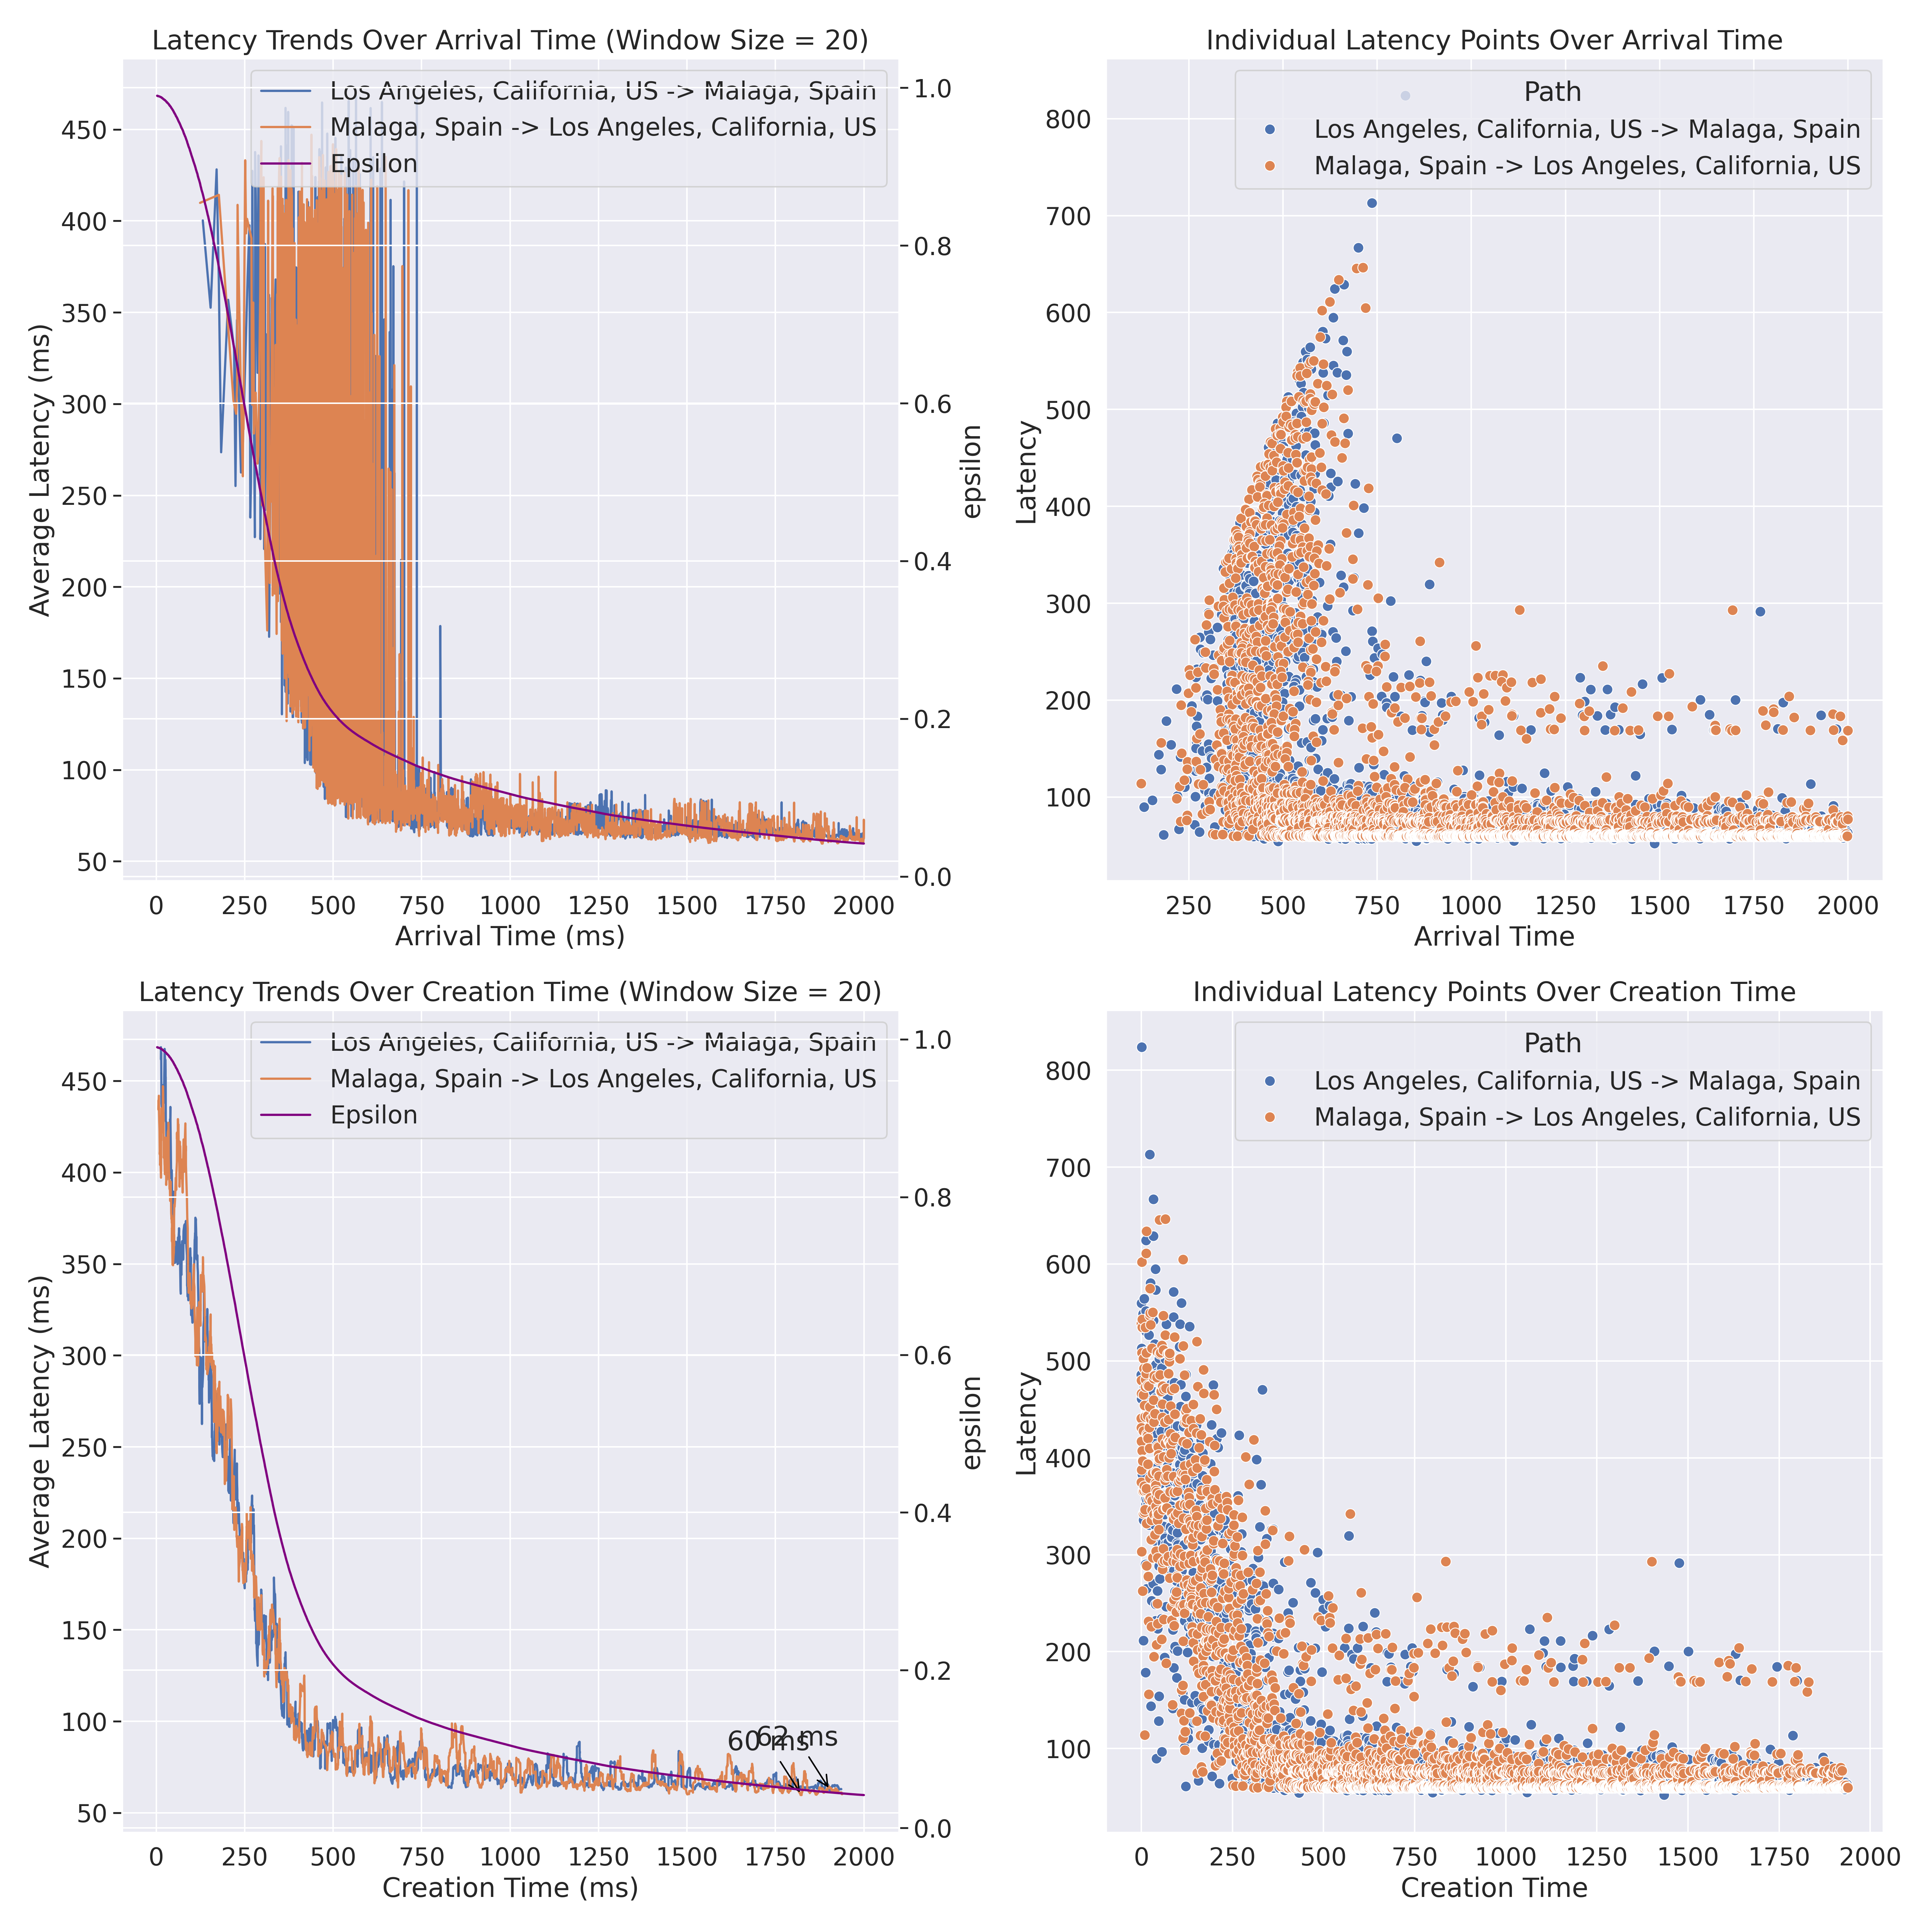 Latency Trends Over Arrival Time (Window Size = 20)
Los Angeles, California, US -> Malaga, Spain
Malaga, Spain -> Los Angeles, California, US
Epsilon
450
400
350
300
250
200
150
100
50
Average Latency (ms)
1.0
0.8
0.6
0.4
0.2
0.0
epsilon
0 250 500 750 1000 1250 1500 1750 2000
Arrival Time (ms)
Individual Latency Points Over Arrival Time
Path
Los Angeles, California, US -> Malaga, Spain
Malaga, Spain -> Los Angeles, California, US
800
700
600
500
400
300
200
100
Latency
250 500 750 1000 1250 1500 1750 2000
Arrival Time
Latency Trends Over Creation Time (Window Size = 20)
Los Angeles, California, US -> Malaga, Spain
Malaga, Spain -> Los Angeles, California, US
Epsilon
450
400
350
300
250
200
150
100
50
Average Latency (ms)
1.0
0.8
0.6
0.4
0.2
0.0
epsilon
60 ms
62 ms
0 250 500 750 1000 1250 1500 1750 2000
Creation Time (ms)
Individual Latency Points Over Creation Time
Path
Los Angeles, California, US -> Malaga, Spain
Malaga, Spain -> Los Angeles, California, US
800
700
600
500
400
300
200
100
Latency
0 250 500 750 1000 1250 1500 1750 2000
Creation Time